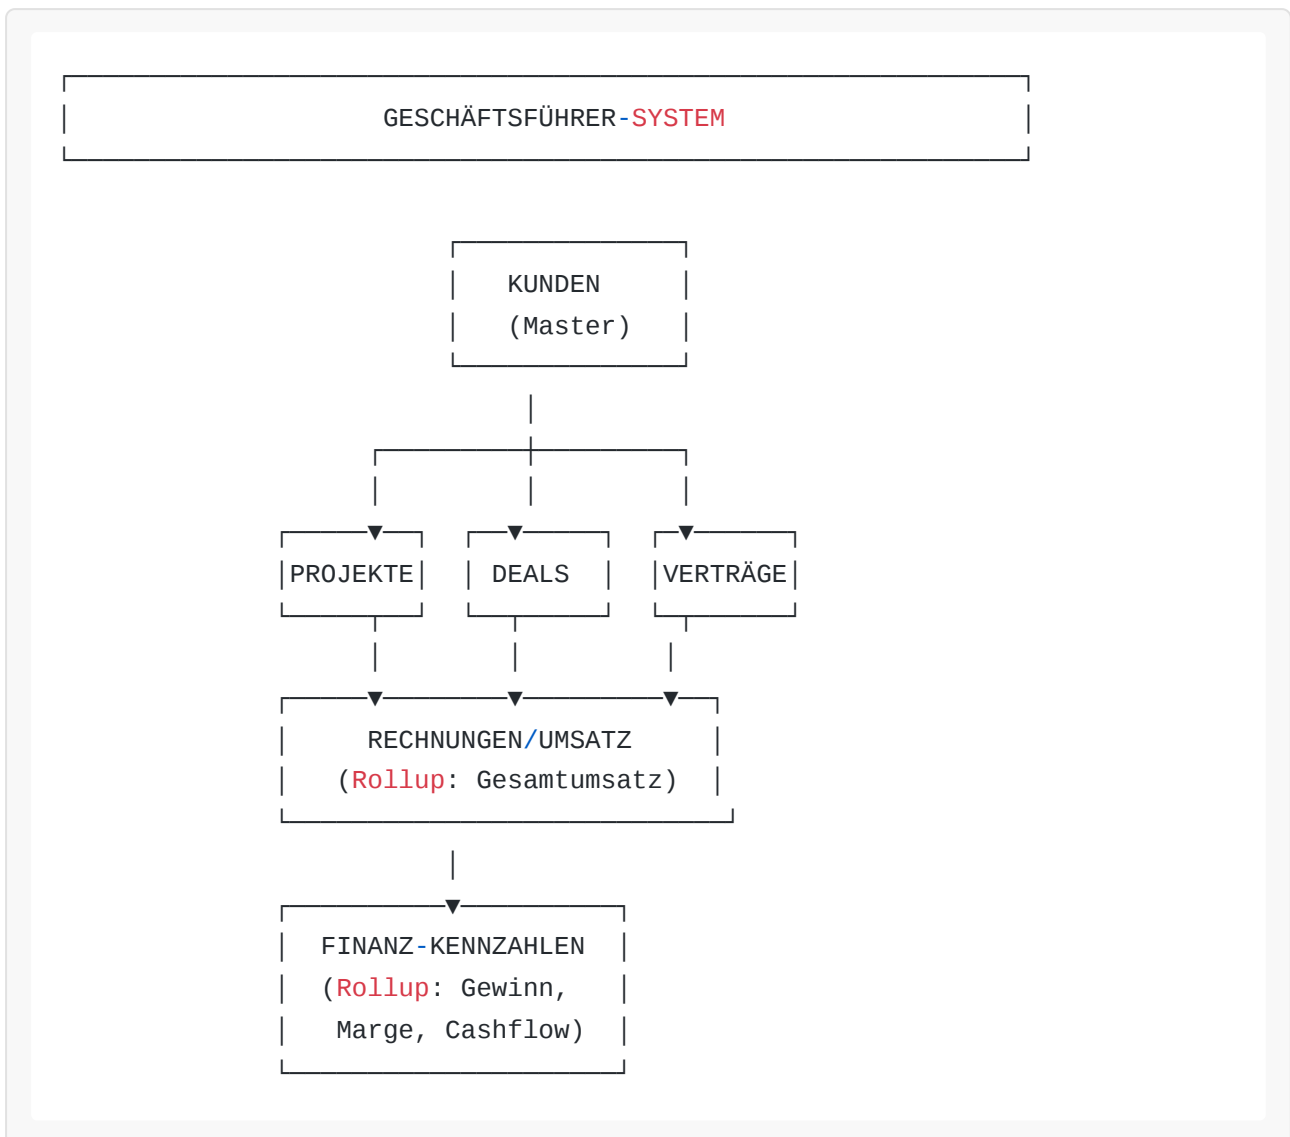 GESCHÄFTSFÜHRER-SYSTEM
KUNDEN
(Master)
PROJEKTE DEALS VERTRÄGE
RECHNUNGEN/UMSATZ
(Rollup: Gesamtumsatz)
FINANZ-KENNZAHLEN
(Rollup: Gewinn,
Marge, Cashflow)